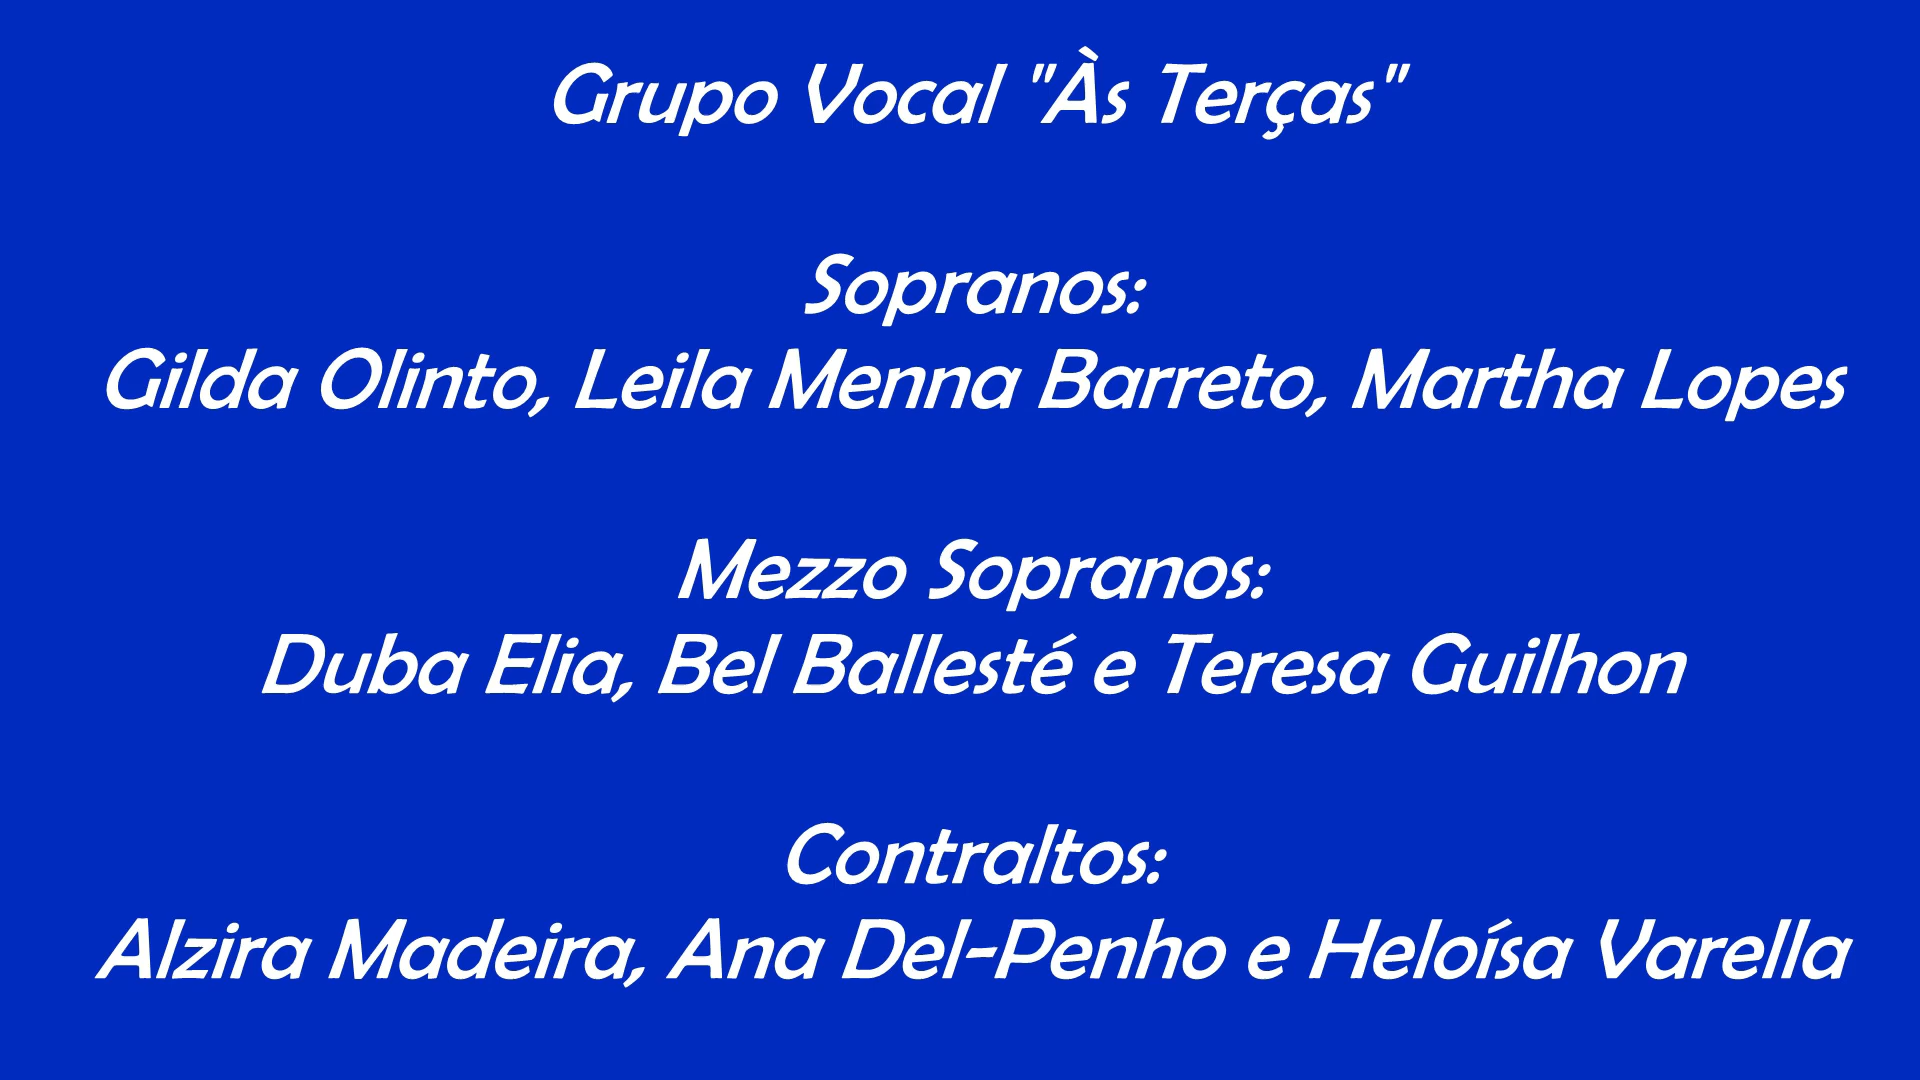 Grupo Vocal "Às Terças"
Sopranos:
Gilda Olinto, Leila Menna Barreto, Martha Lopes
Mezzo Sopranos:
Duba Elia, Bel Ballesté e Teresa Guilhon
Contraltos:
Alzira Madeira, Ana Del-Penho e Heloísa Varella